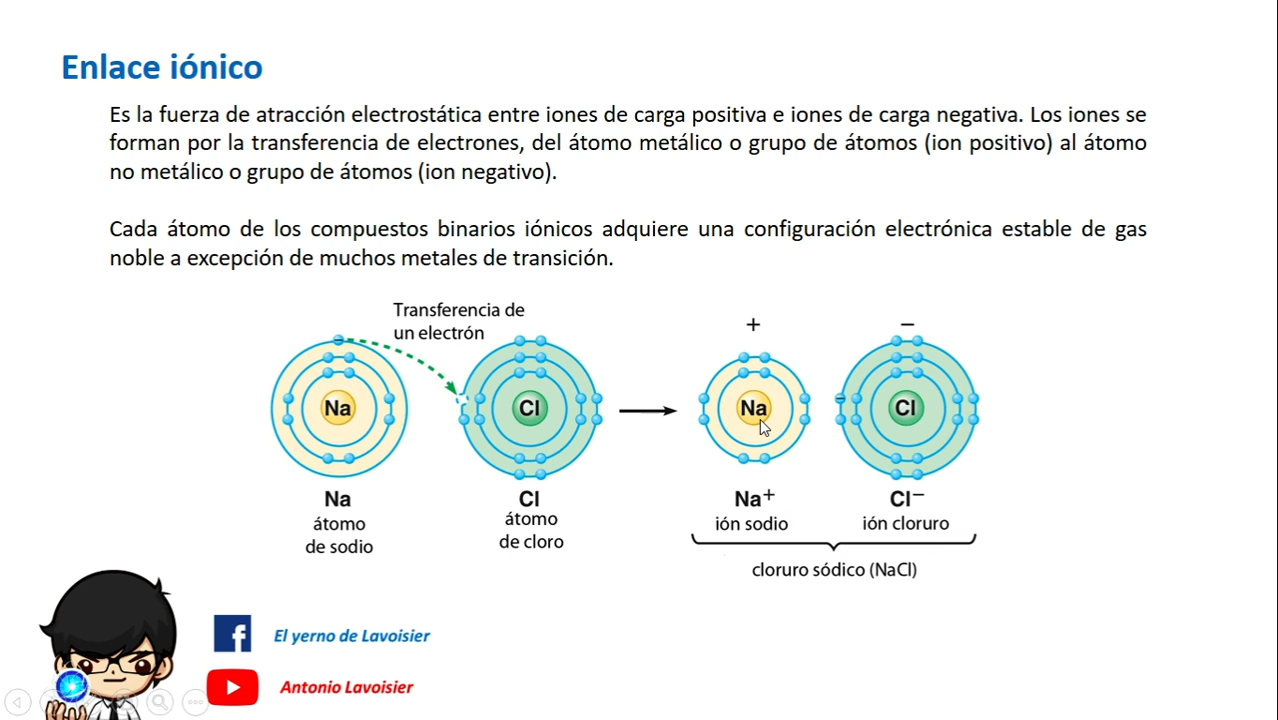 Enlace iónico
Es la fuerza de atracción electrostática entre iones de carga positiva e iones de carga negativa. Los iones se
forman por la transferencia de electrones, del átomo metálico o grupo de átomos (ion positivo) al átomo
no metálico o grupo de átomos (ion negativo).
Cada átomo de los compuestos binarios iónicos adquiere una configuración electrónica estable de gas
noble a excepción de muchos metales de transición.
Transferencia de
un electrón
+
−
Na
Cl
Na
Cl
Na
átomo
de sodio
Cl
átomo
de cloro
Na⁺
ión sodio
Cl⁻
ión cloruro
cloruro sódico (NaCl)
f
El yerno de Lavoisier
Antonio Lavoisier